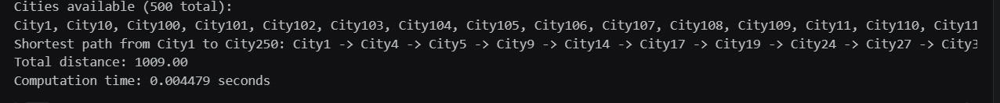 Cities available (500 total):
City1, City10, City100, City101, City102, City103, City104, City105, City106, City107, City108, City109, City11, City110, City11
Shortest path from City1 to City250: City1 -> City4 -> City5 -> City9 -> City14 -> City17 -> City19 -> City24 -> City27 -> City3
Total distance: 1009.00
Computation time: 0.004479 seconds